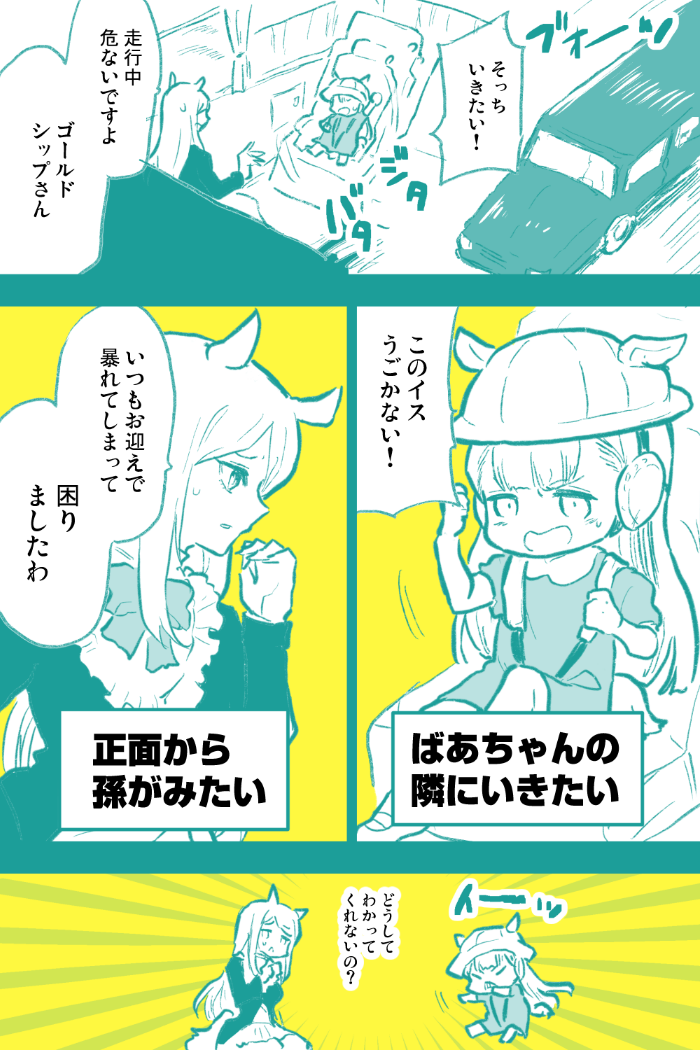 ブォーーッ
そっち
いきたい！
ジタ
バタ
走行中
危ないですよ
ゴールド
シップさん
このイス
うごかない！
ばあちゃんの
隣にいきたい
いつもお迎えで
暴れてしまって
困り
ましたわ
正面から
孫がみたい
イーーッ
どうして
わかって
くれないの？